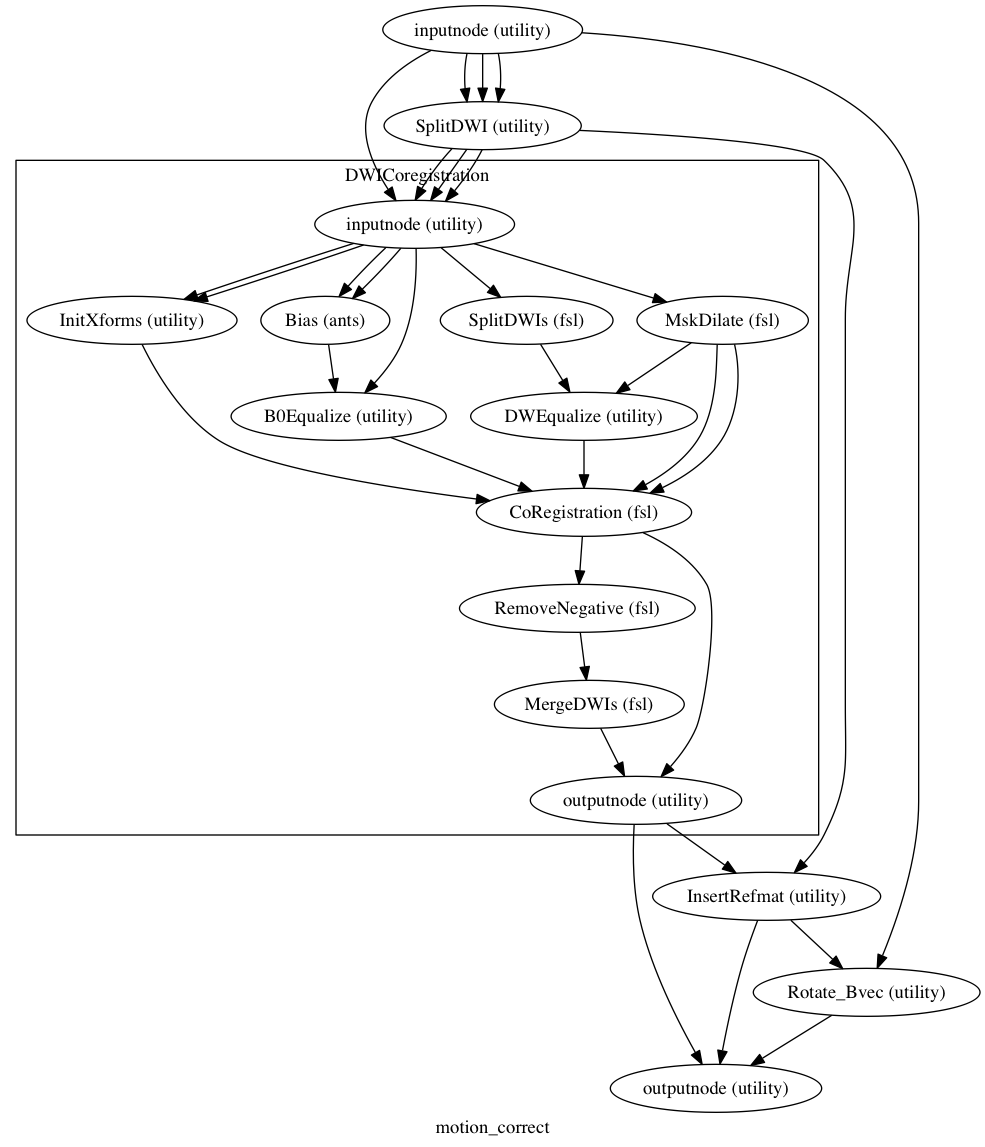 inputnode (utility)
SplitDWI (utility)
DWICoregistration
inputnode (utility)
InitXforms (utility)
Bias (ants)
SplitDWIs (fsl)
MskDilate (fsl)
B0Equalize (utility)
DWEqualize (utility)
CoRegistration (fsl)
RemoveNegative (fsl)
MergeDWIs (fsl)
outputnode (utility)
InsertRefmat (utility)
Rotate_Bvec (utility)
outputnode (utility)
motion_correct